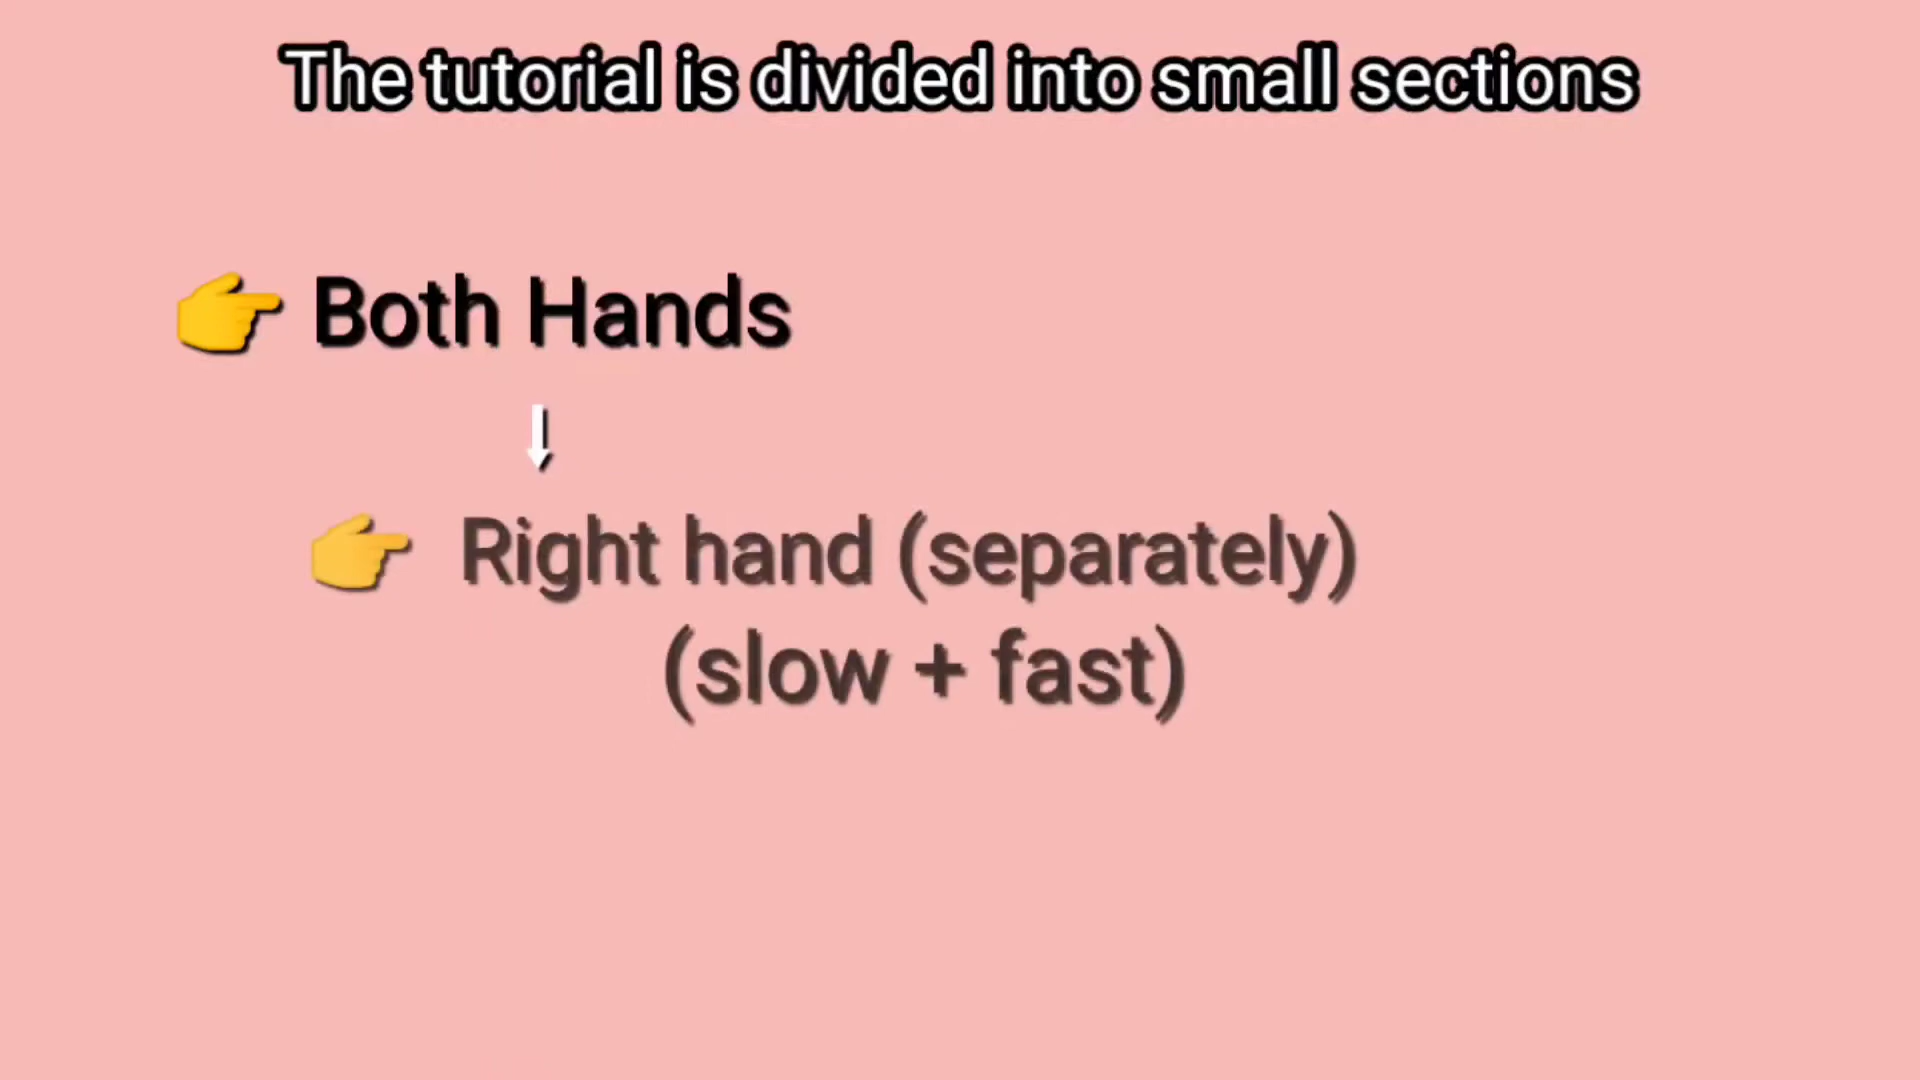 The tutorial is divided into small sections
👉 Both Hands
👉 Right hand (separately)
(slow + fast)